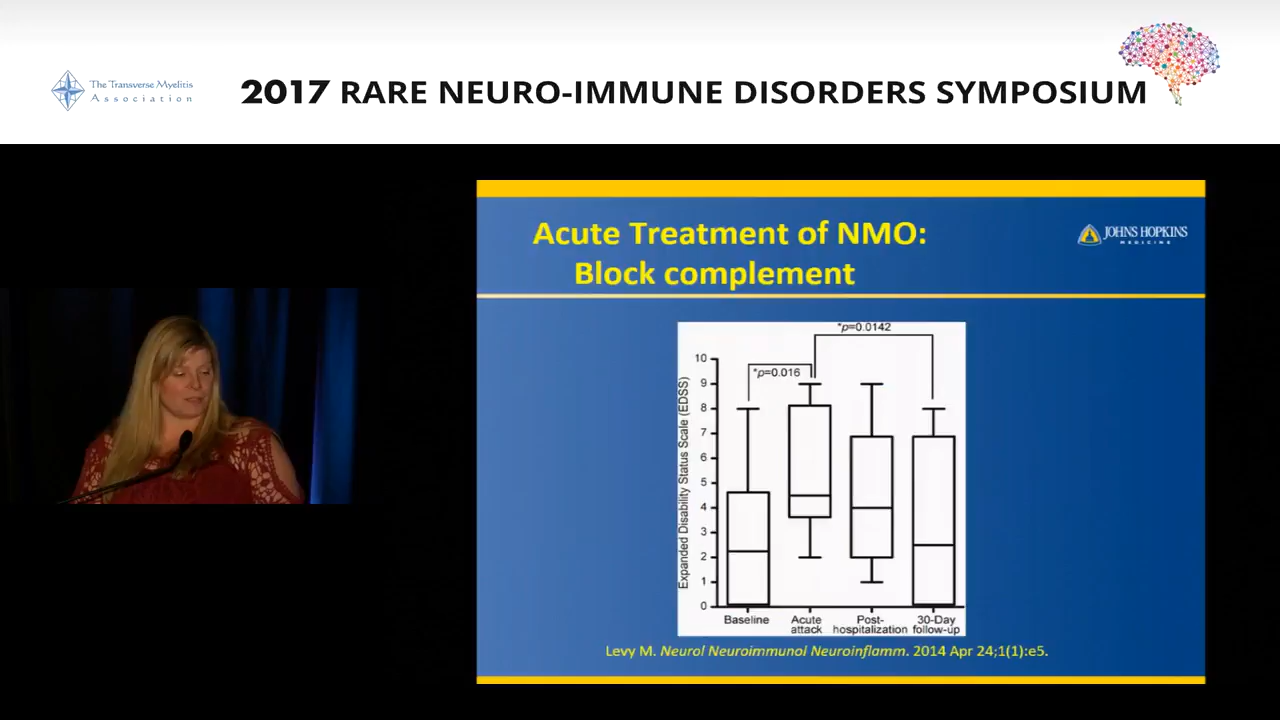 The Transverse Myelitis
Association
2017 RARE NEURO-IMMUNE DISORDERS SYMPOSIUM
Acute Treatment of NMO:
Block complement
JOHNS HOPKINS
MEDICINE
*p=0.0142
*p=0.016
Expanded Disability Status Scale (EDSS)
10
9
8
7
6
5
4
3
2
1
0
Baseline
Acute
attack
Post-
hospitalization
30-Day
follow-up
Levy M. Neurol Neuroimmunol Neuroinflamm. 2014 Apr 24;1(1):e5.